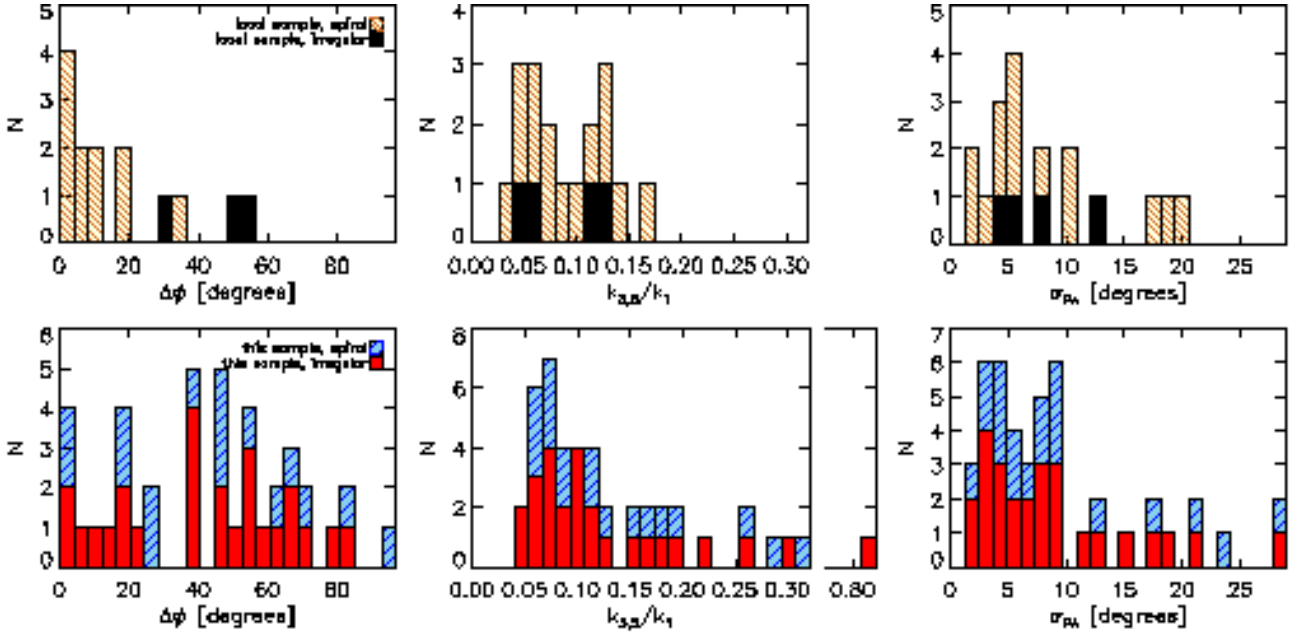 local sample, spiral
local sample, irregular
5
4
3
2
1
0
N
0 20 40 60 80
Δφ [degrees]
4
3
2
1
0
N
0.00 0.05 0.10 0.15 0.20 0.25 0.30
k3,5/k1
5
4
3
2
1
0
N
0 5 10 15 20 25
σPA [degrees]
this sample, spiral
this sample, irregular
6
5
4
3
2
1
0
N
0 20 40 60 80
Δφ [degrees]
8
6
4
2
0
N
0.00 0.05 0.10 0.15 0.20 0.25 0.30 0.80
k3,5/k1
7
6
5
4
3
2
1
0
N
0 5 10 15 20 25
σPA [degrees]